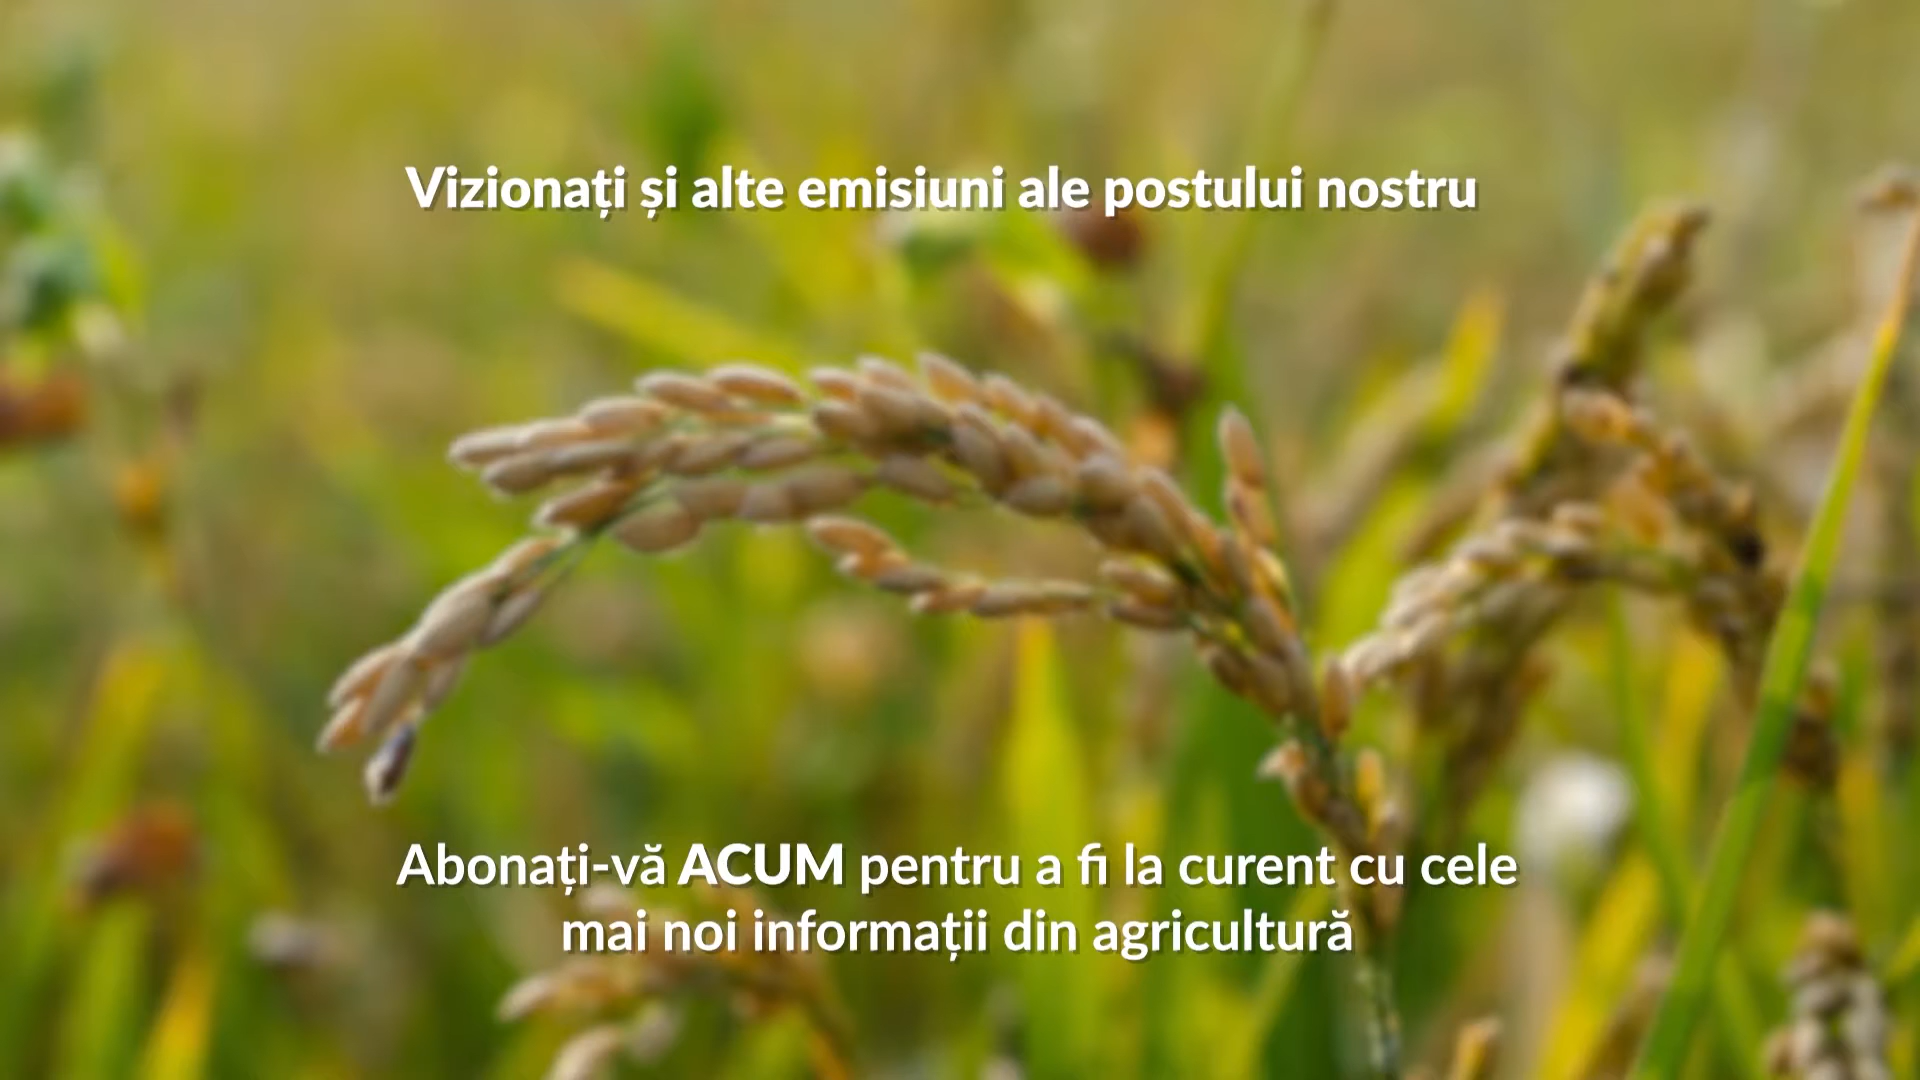 Vizionați și alte emisiuni ale postului nostru
Abonați-vă ACUM pentru a fi la curent cu cele
mai noi informații din agricultură